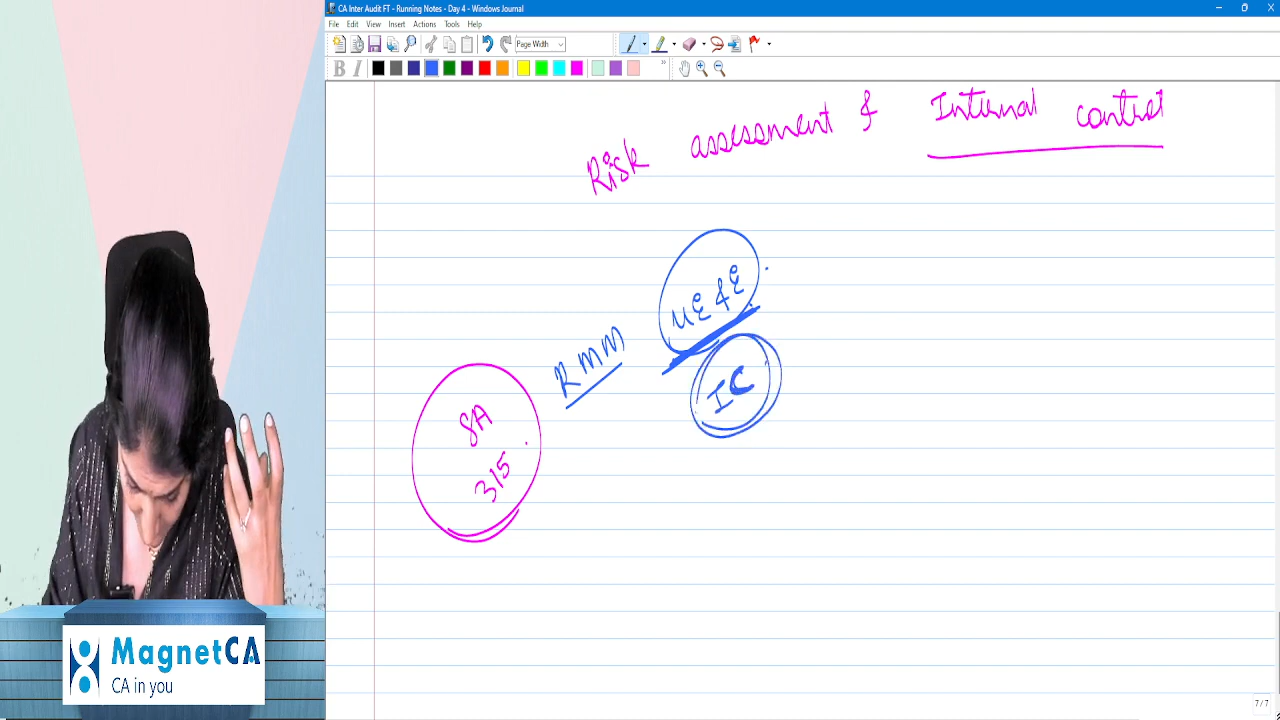 CA Inter Audit FT - Running Notes - Day 4 - Windows Journal
File Edit View Insert Actions Tools Help
Page Width
B I
Risk assessment & Internal control
UE & E
RMM
IC
SA
315
MagnetCA
CA in you
7/7